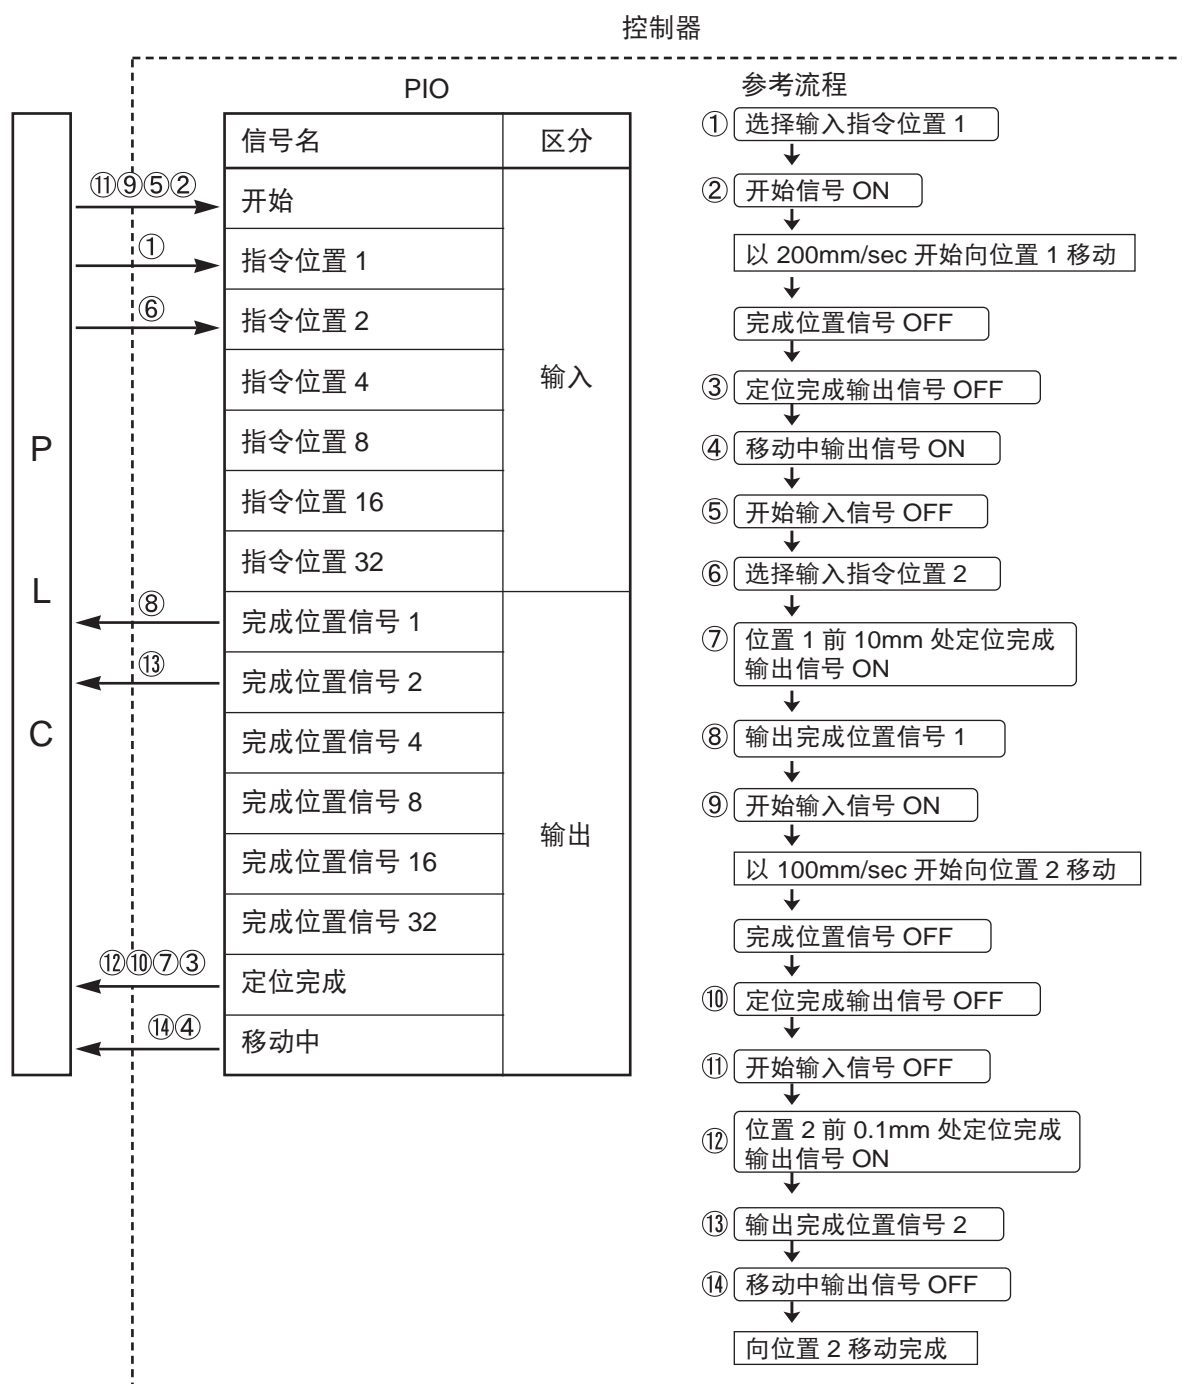 控制器
PIO
信号名
区分
⑪⑨⑤②
开始
①
指令位置 1
⑥
指令位置 2
指令位置 4
指令位置 8
指令位置 16
指令位置 32
输入
P
L
C
⑧
完成位置信号 1
⑬
完成位置信号 2
完成位置信号 4
完成位置信号 8
完成位置信号 16
完成位置信号 32
⑫⑩⑦③
定位完成
⑭④
移动中
输出
参考流程
① 选择输入指令位置 1
② 开始信号 ON
以 200mm/sec 开始向位置 1 移动
完成位置信号 OFF
③ 定位完成输出信号 OFF
④ 移动中输出信号 ON
⑤ 开始输入信号 OFF
⑥ 选择输入指令位置 2
⑦ 位置 1 前 10mm 处定位完成
输出信号 ON
⑧ 输出完成位置信号 1
⑨ 开始输入信号 ON
以 100mm/sec 开始向位置 2 移动
完成位置信号 OFF
⑩ 定位完成输出信号 OFF
⑪ 开始输入信号 OFF
⑫ 位置 2 前 0.1mm 处定位完成
输出信号 ON
⑬ 输出完成位置信号 2
⑭ 移动中输出信号 OFF
向位置 2 移动完成